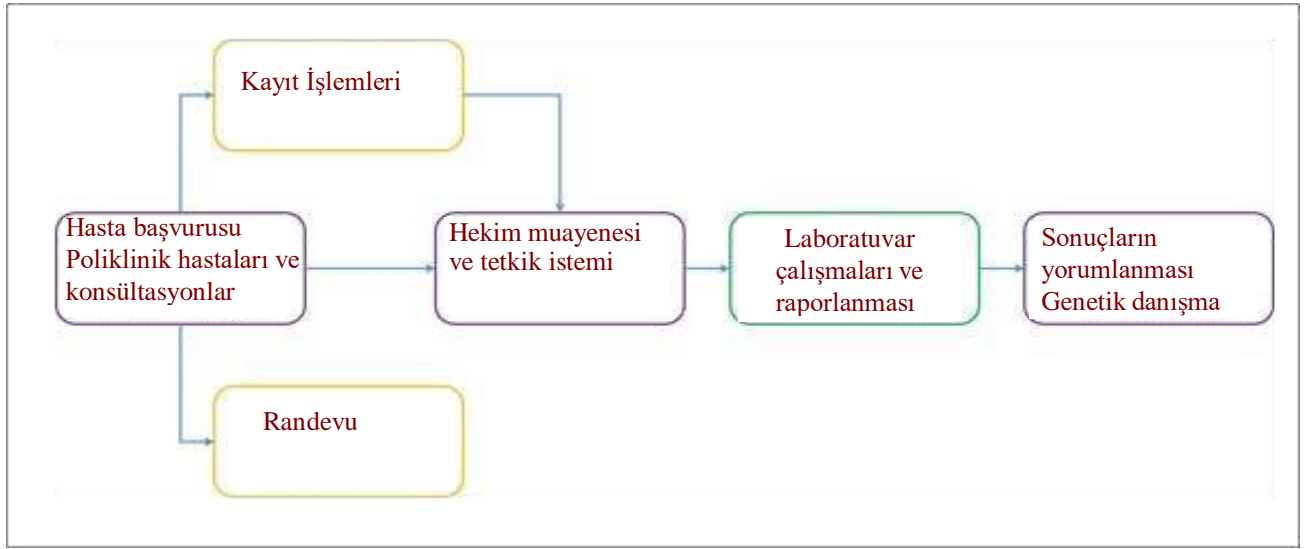 Kayıt İşlemleri
Hasta başvurusu
Poliklinik hastaları ve
konsültasyonlar
Hekim muayenesi
ve tetkik istemi
Laboratuvar
çalışmaları ve
raporlanması
Sonuçların
yorumlanması
Genetik danışma
Randevu